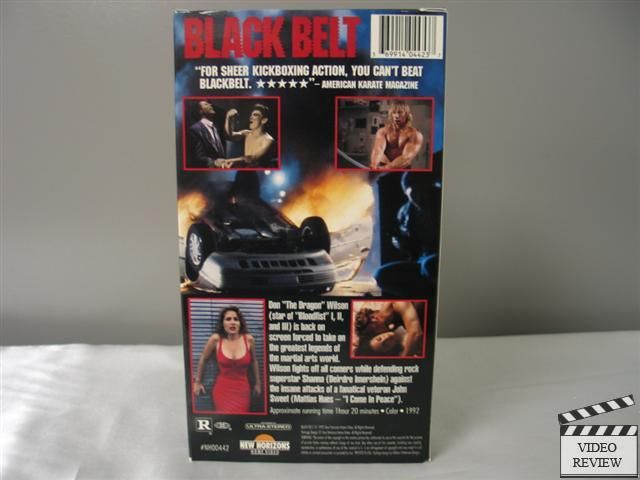 BLACK BELT
"FOR SHEER KICKBOXING ACTION, YOU CAN'T BEAT
BLACKBELT. ★★★★★" – AMERICAN KARATE MAGAZINE
Don "The Dragon" Wilson
(star of "Bloodfist" I, II,
and III) is back on
screen forced to take on
the greatest legends of
the martial arts world.
Wilson fights off all comers while defending rock
superstar Shanna (Deirdre Imershein) against
the insane attacks of a fanatical veteran John
Sweet (Mattias Hues – "I Come In Peace").
Approximate running time 1 hour 20 minutes • Color • 1992
R
ULTRA-STEREO
#NH00442
NEW HORIZONS
HOME VIDEO
VIDEO
REVIEW